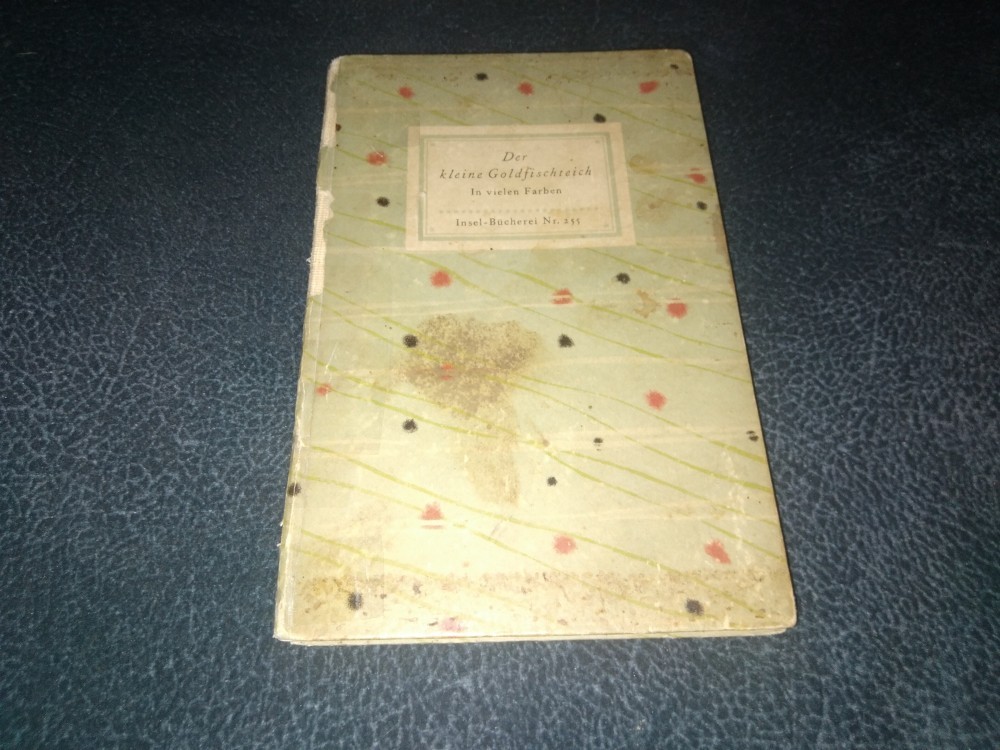 Der
kleine Goldfischteich
In vielen Farben
Insel-Bücherei Nr. 255